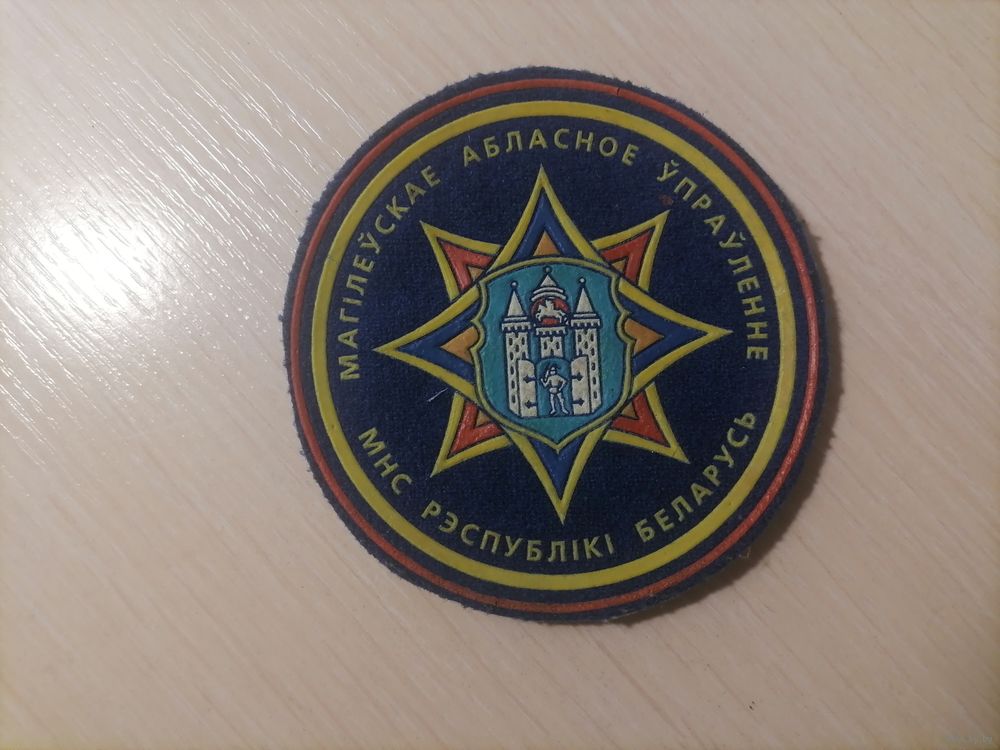 МАГІЛЕЎСКАЕ АБЛАСНОЕ ЎПРАЎЛЕННЕ
МНС РЭСПУБЛІКІ БЕЛАРУСЬ